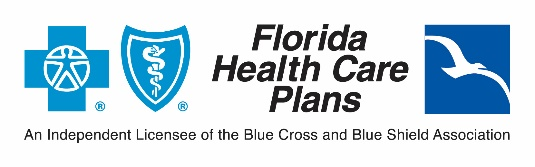 Florida
Health Care
Plans
® ®
An Independent Licensee of the Blue Cross and Blue Shield Association